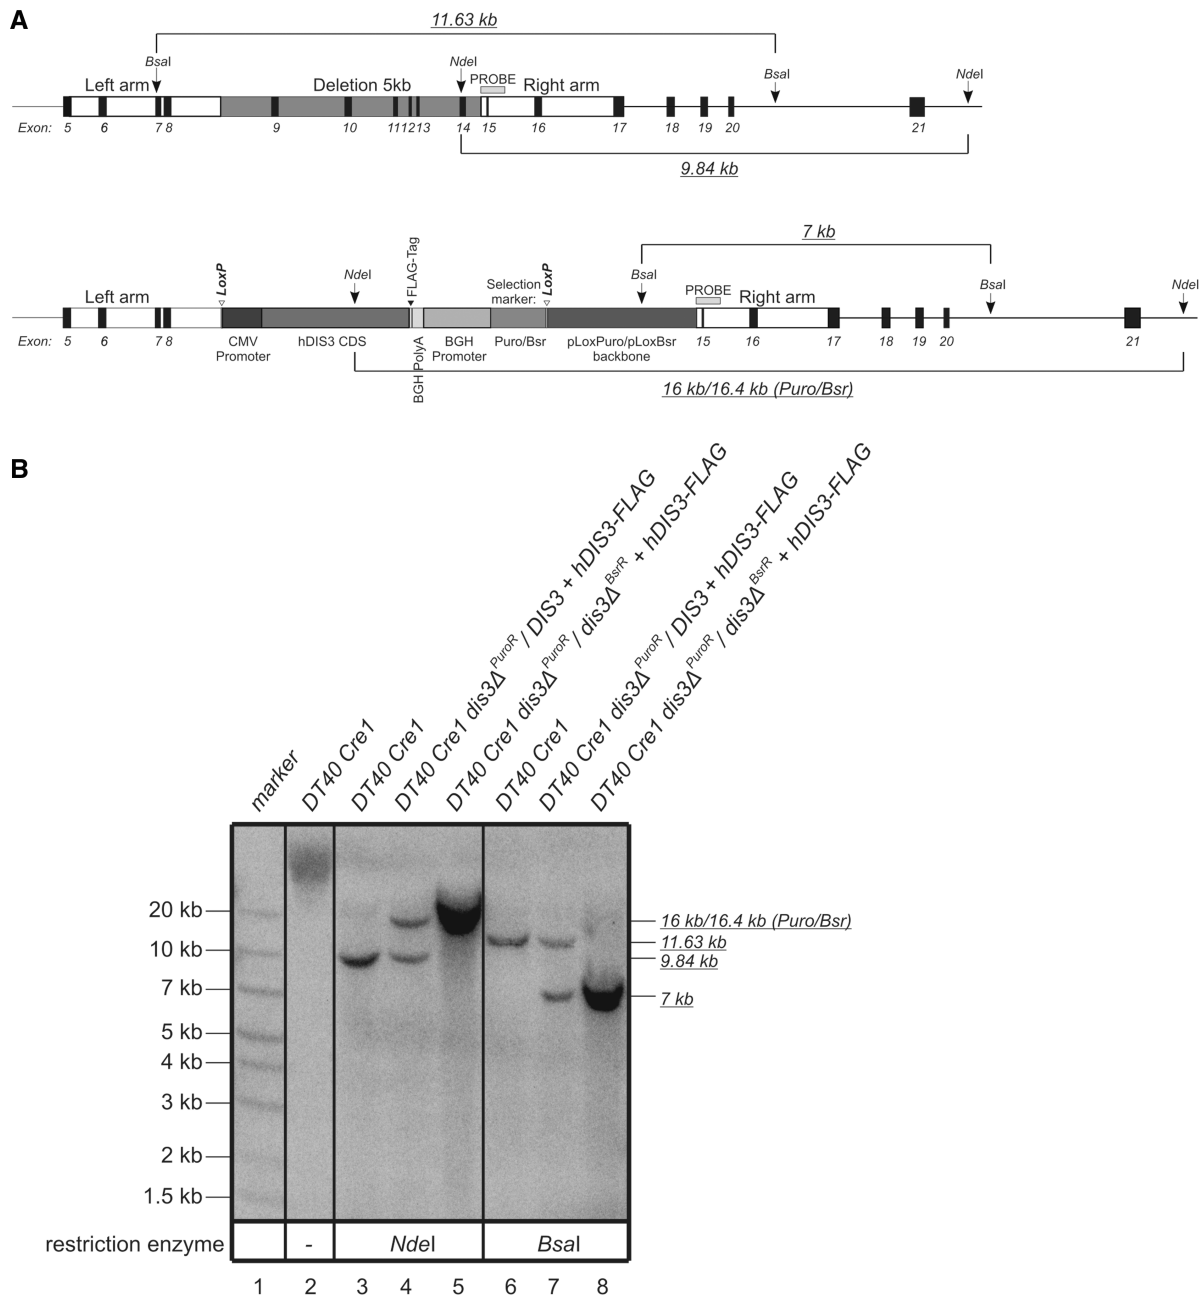 A
11.63 kb
BsaI
NdeI
BsaI
NdeI
Left arm
Deletion 5kb
PROBE
Right arm
Exon: 5 6 7 8 9 10 11 12 13 14 15 16 17 18 19 20 21
9.84 kb
7 kb
LoxP
NdeI
FLAG-Tag
Selection marker:
LoxP
BsaI
BsaI
NdeI
Left arm
PROBE
Right arm
Exon: 5 6 7 8
CMV Promoter
hDIS3 CDS
BGH PolyA
BGH Promoter
Puro/Bsr
pLoxPuro/pLoxBsr backbone
15 16 17 18 19 20 21
16 kb/16.4 kb (Puro/Bsr)
B
marker
DT40 Cre1
DT40 Cre1
DT40 Cre1 dis3Δ PuroR / DIS3 + hDIS3-FLAG
DT40 Cre1 dis3Δ PuroR / dis3Δ BsrR + hDIS3-FLAG
DT40 Cre1
DT40 Cre1 dis3Δ PuroR / DIS3 + hDIS3-FLAG
DT40 Cre1 dis3Δ PuroR / dis3Δ BsrR + hDIS3-FLAG
20 kb
10 kb
7 kb
5 kb
4 kb
3 kb
2 kb
1.5 kb
16 kb/16.4 kb (Puro/Bsr)
11.63 kb
9.84 kb
7 kb
restriction enzyme - NdeI BsaI
1 2 3 4 5 6 7 8